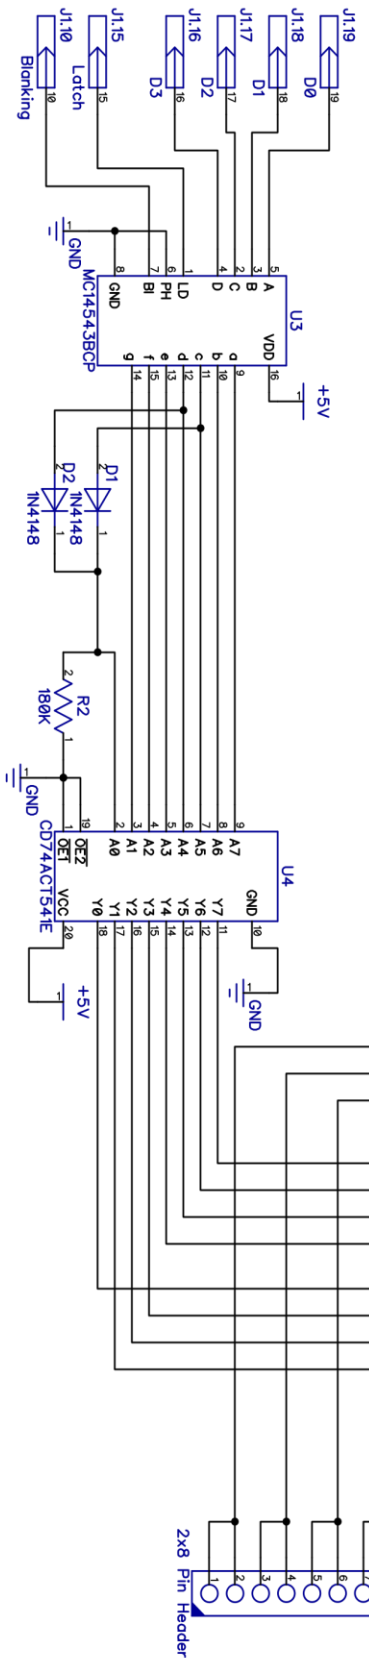 J1.10
10
Blanking
J1.15
15
Latch
J1.16
16
D3
J1.17
17
D2
J1.18
18
D1
J1.19
19
D0
1
GND
8
7
6
1
4
2
3
5
GND
BI
PH
LD
D
C
B
A
U3
MC14543BCP
g
f
e
d
c
b
a
VDD
14
15
13
12
11
10
9
16
1
+5V
2
D2
1N4148
1
2
D1
1N4148
1
2
R2
180K
1
1
GND
1
19
2
3
4
5
6
7
8
9
OE1
OE2
A0
A1
A2
A3
A4
A5
A6
A7
U4
CD74ACT541E
VCC
Y0
Y1
Y2
Y3
Y4
Y5
Y6
Y7
GND
20
18
17
16
15
14
13
12
11
10
1
+5V
1
GND
2x8 Pin Header
1
2
3
4
5
6
7